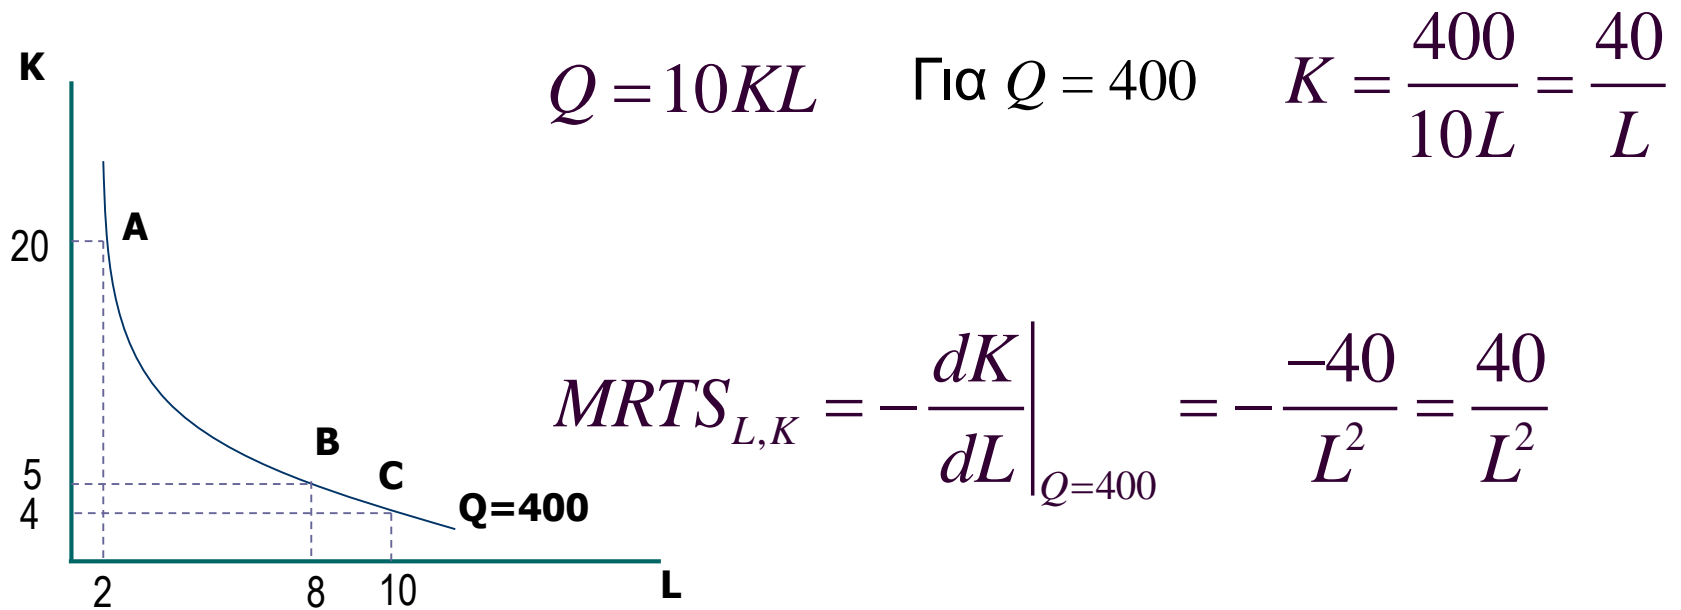 K
Q = 10KL
Για Q = 400
K = 400/10L = 40/L
A
20
MRTS_{L,K} = -dK/dL|_{Q=400} = -(-40/L²) = 40/L²
B
5
C
4
Q=400
2
8
10
L